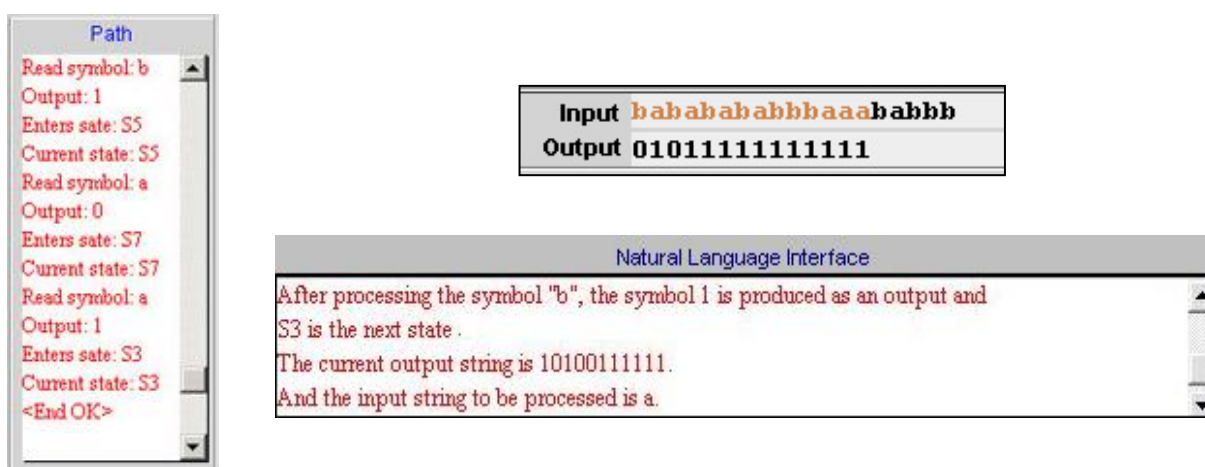 Path
Read symbol: b
Output: 1
Enters sate: S5
Current state: S5
Read symbol: a
Output: 0
Enters sate: S7
Current state: S7
Read symbol: a
Output: 1
Enters sate: S3
Current state: S3
<End OK>
Input bababababbbaaababbb
Output 01011111111111
Natural Language Interface
After processing the symbol "b", the symbol 1 is produced as an output and
S3 is the next state .
The current output string is 10100111111.
And the input string to be processed is a.